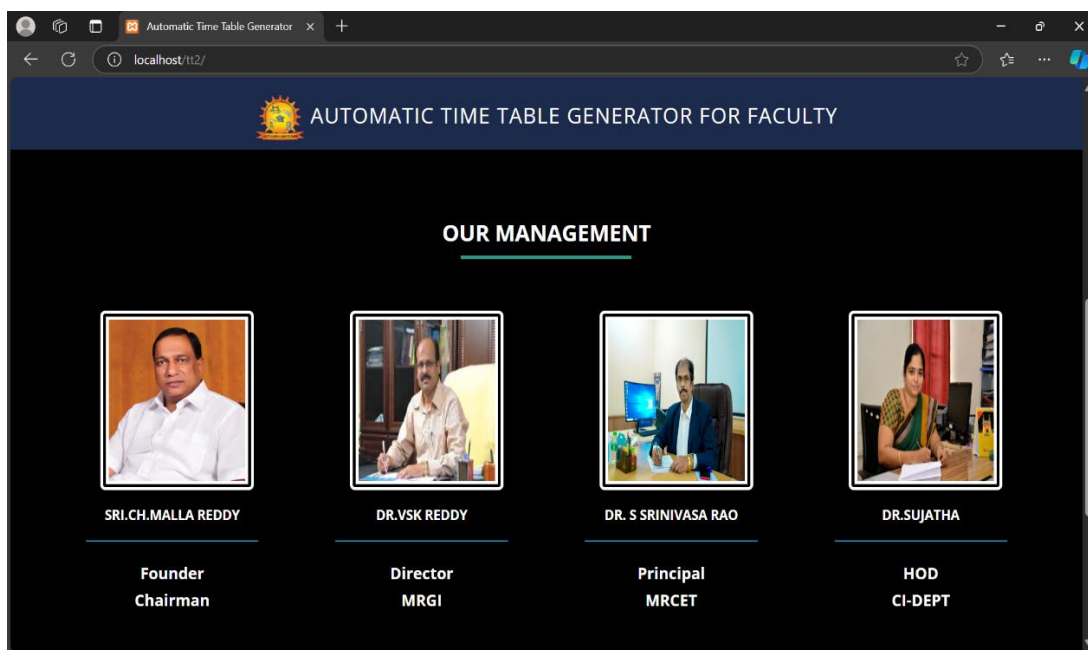 Automatic Time Table Generator
localhost/tt2/
AUTOMATIC TIME TABLE GENERATOR FOR FACULTY
OUR MANAGEMENT
SRI.CH.MALLA REDDY
DR.VSK REDDY
DR. S SRINIVASA RAO
DR.SUJATHA
Founder
Chairman
Director
MRGI
Principal
MRCET
HOD
CI-DEPT